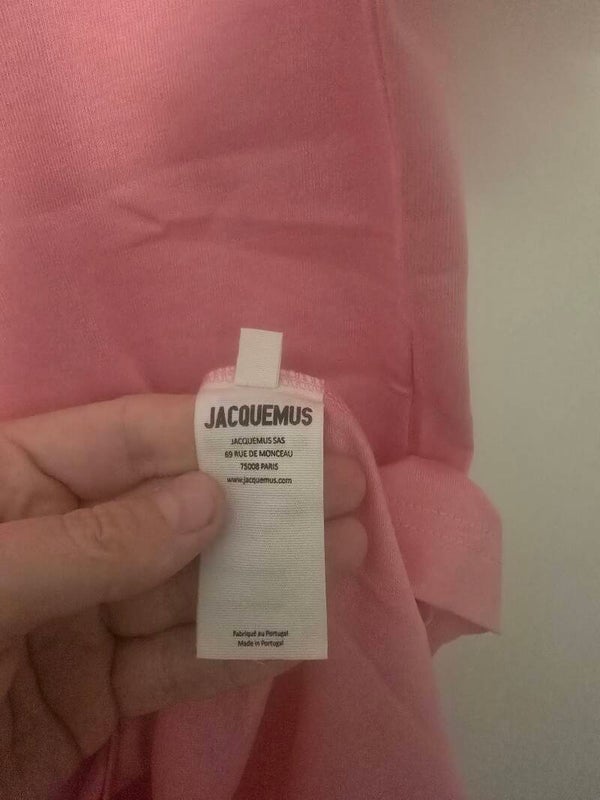 JACQUEMUS
JACQUEMUS SAS
69 RUE DE MONCEAU
75008 PARIS
www.jacquemus.com
Fabriqué au Portugal
Made in Portugal